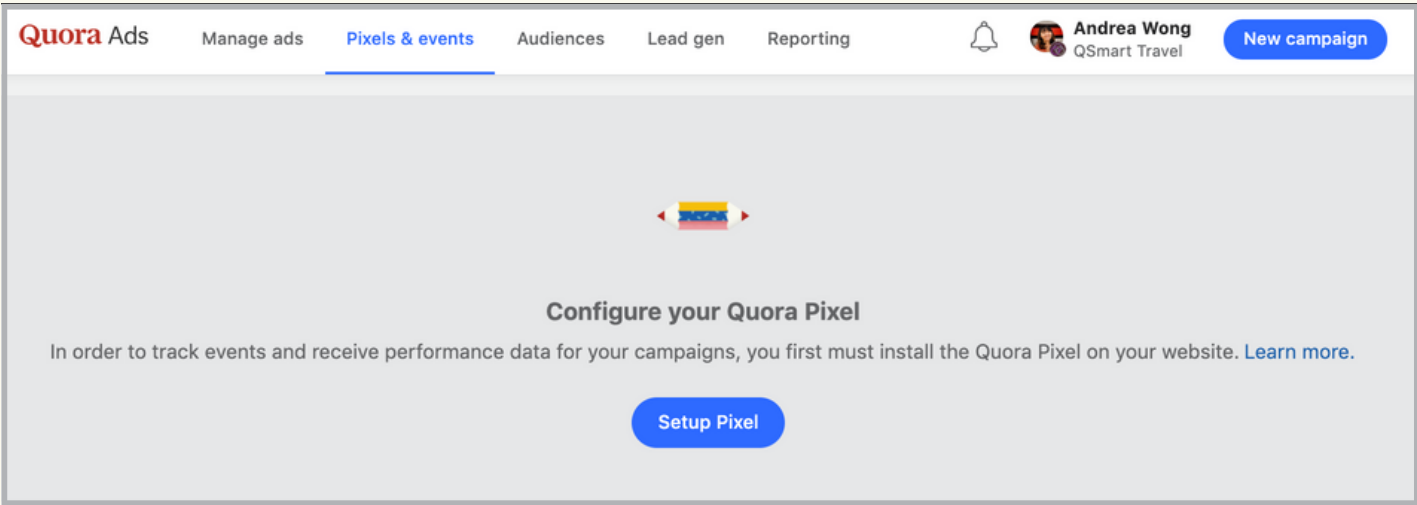 Quora Ads
Manage ads
Pixels & events
Audiences
Lead gen
Reporting
Andrea Wong
QSmart Travel
New campaign
Configure your Quora Pixel
In order to track events and receive performance data for your campaigns, you first must install the Quora Pixel on your website. Learn more.
Setup Pixel